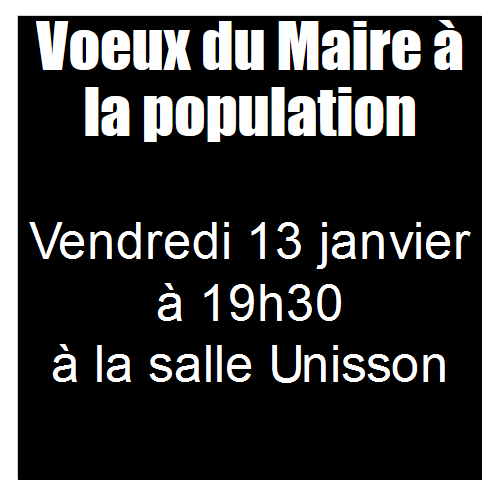 Voeux du Maire à
la population
Vendredi 13 janvier
à 19h30
à la salle Unisson